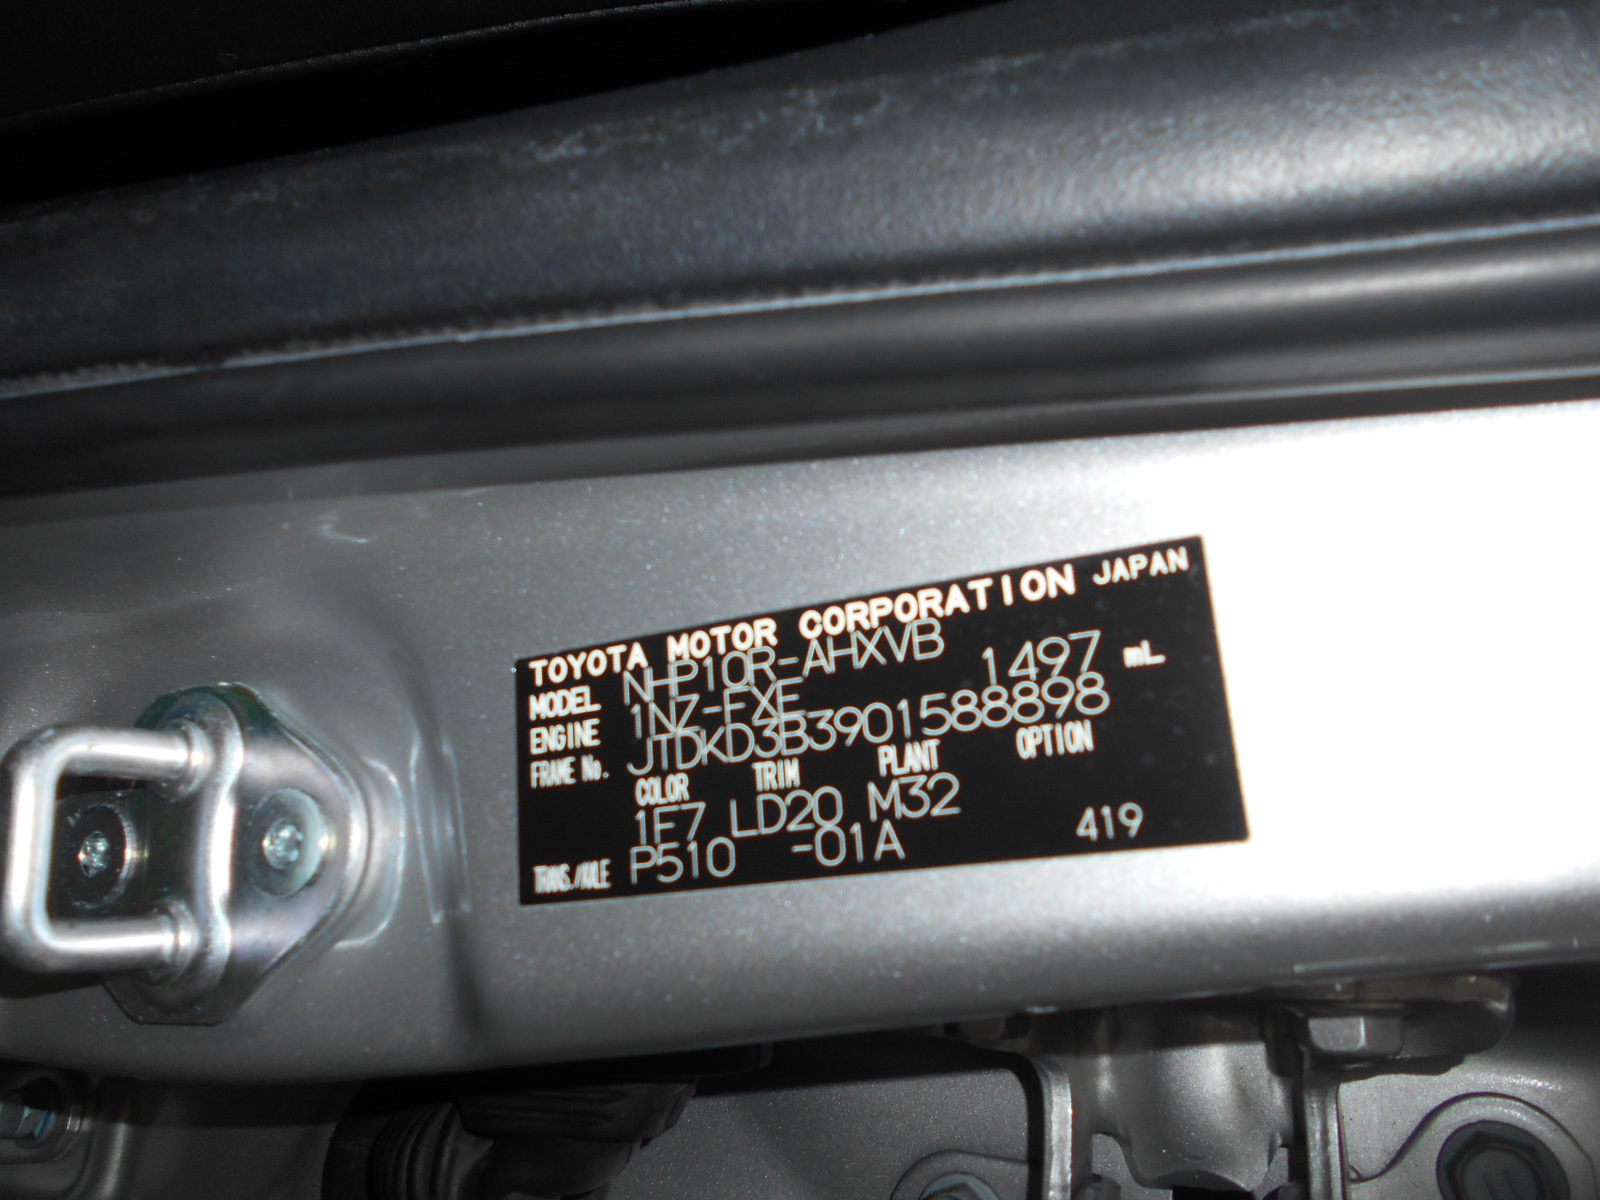 TOYOTA MOTOR CORPORATION JAPAN
MODEL NHP10R-AHXVB
ENGINE 1NZ-FXE 1497 mL
FRAME No. JTDKD3B3901588898
COLOR TRIM PLANT OPTION
1F7 LD20 M32
TRANS./AXLE P510 -01A 419